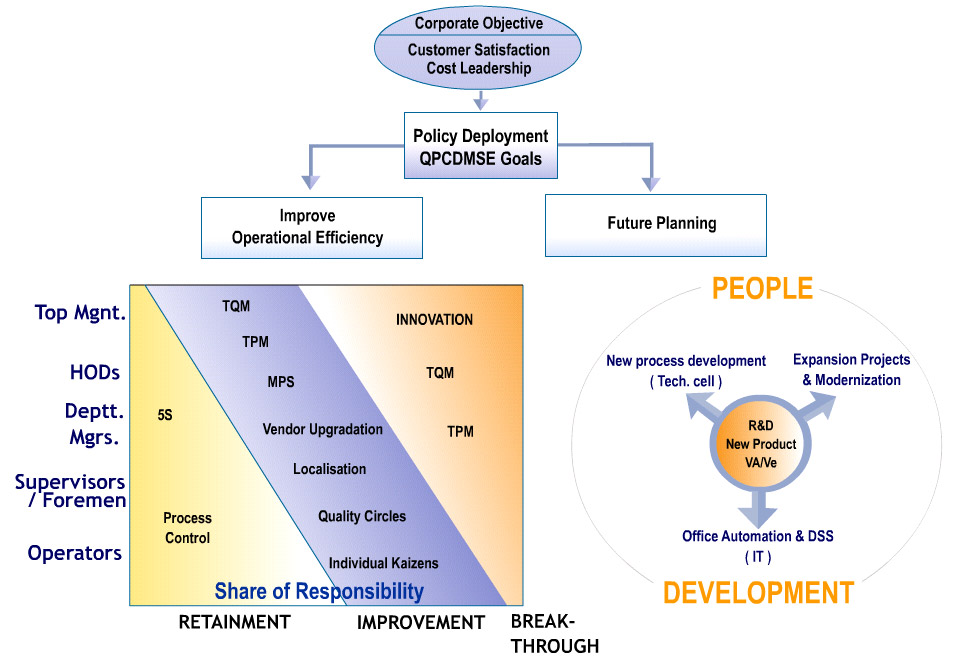 Corporate Objective
Customer Satisfaction
Cost Leadership
Policy Deployment
QPCDMSE Goals
Improve
Operational Efficiency
Future Planning
Top Mgnt.
HODs
Deptt.
Mgrs.
Supervisors
/ Foremen
Operators
TQM
TPM
MPS
Vendor Upgradation
Localisation
Quality Circles
Individual Kaizens
5S
Process
Control
INNOVATION
TQM
TPM
Share of Responsibility
RETAINMENT
IMPROVEMENT
BREAK-
THROUGH
PEOPLE
New process development
( Tech. cell )
Expansion Projects
& Modernization
R&D
New Product
VA/Ve
Office Automation & DSS
( IT )
DEVELOPMENT